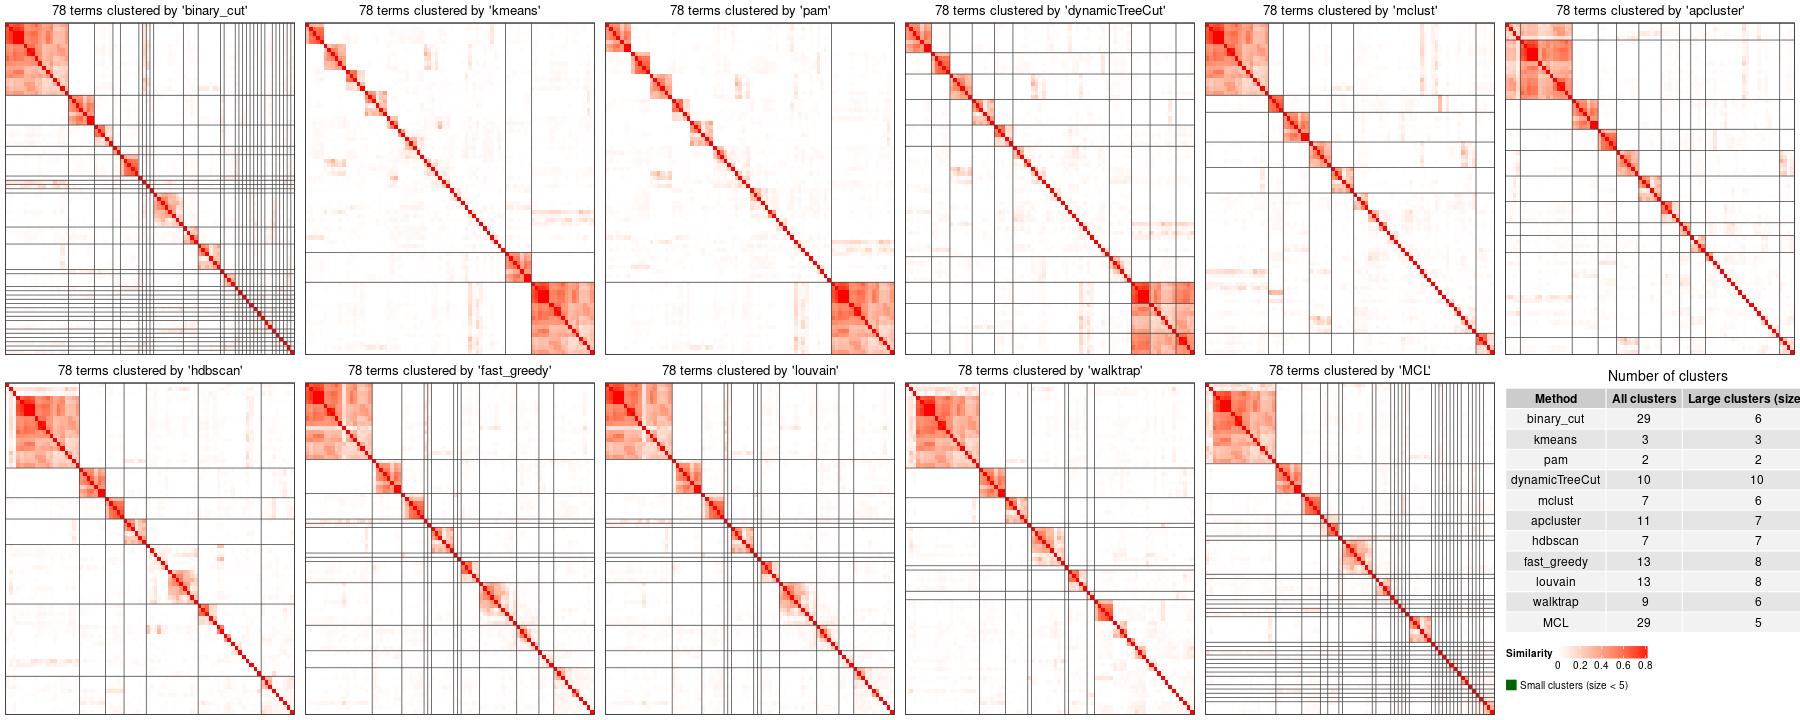 78 terms clustered by 'binary_cut'
78 terms clustered by 'kmeans'
78 terms clustered by 'pam'
78 terms clustered by 'dynamicTreeCut'
78 terms clustered by 'mclust'
78 terms clustered by 'apcluster'
78 terms clustered by 'hdbscan'
78 terms clustered by 'fast_greedy'
78 terms clustered by 'louvain'
78 terms clustered by 'walktrap'
78 terms clustered by 'MCL'
Number of clusters
Method All clusters Large clusters (size
binary_cut 29 6
kmeans 3 3
pam 2 2
dynamicTreeCut 10 10
mclust 7 6
apcluster 11 7
hdbscan 7 7
fast_greedy 13 8
louvain 13 8
walktrap 9 6
MCL 29 5
Similarity
0 0.2 0.4 0.6 0.8
Small clusters (size < 5)